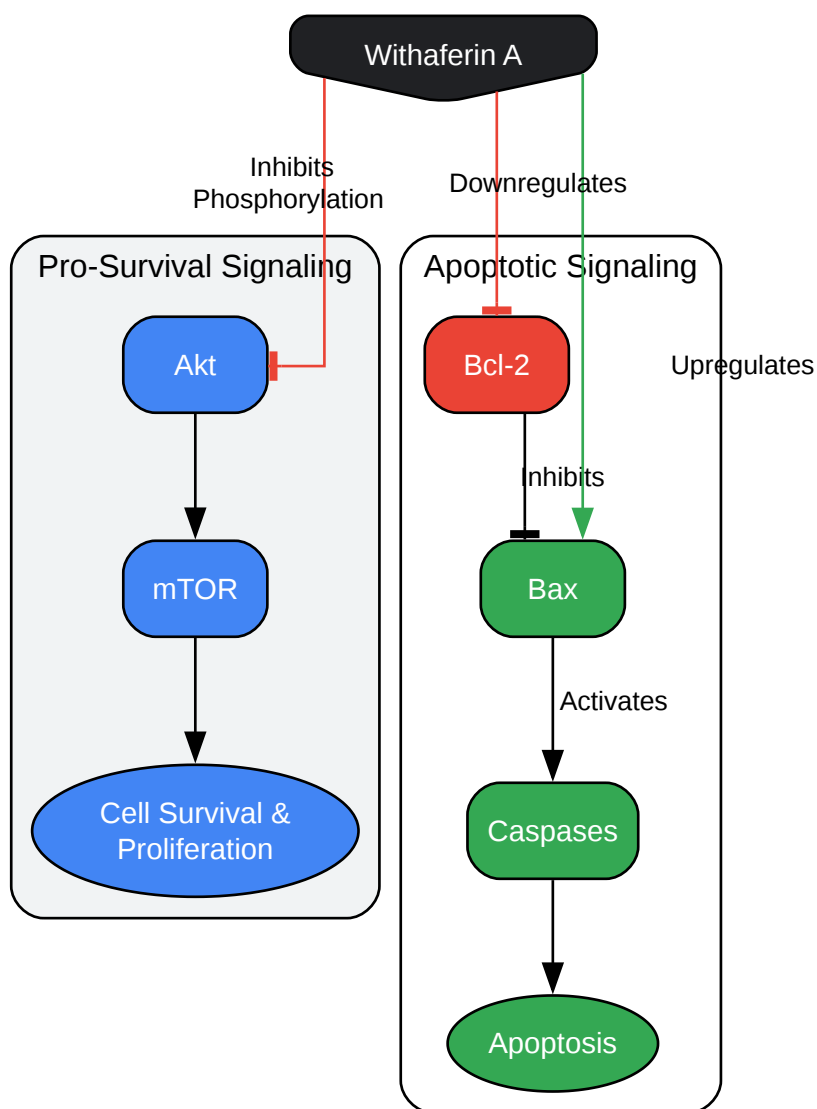 Withaferin A
Inhibits
Phosphorylation
Downregulates
Pro-Survival Signaling
Apoptotic Signaling
Akt
Bcl-2
Upregulates
Inhibits
mTOR
Bax
Activates
Cell Survival &
Proliferation
Caspases
Apoptosis